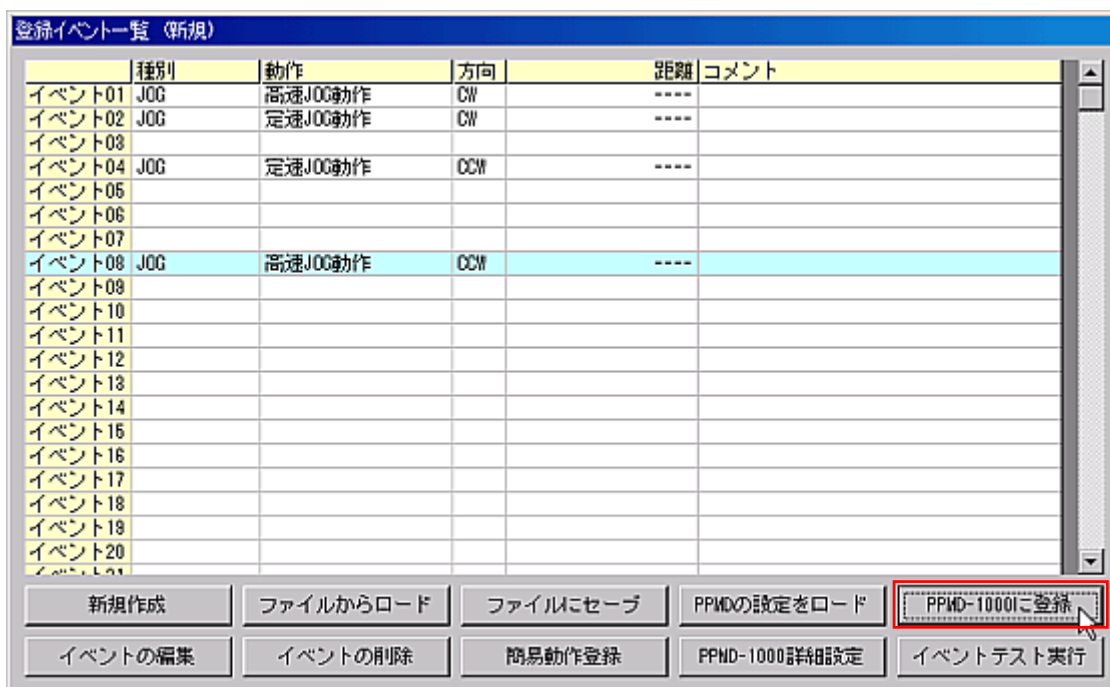 登録イベント一覧 (新規)
種別 動作 方向 距離 コメント
イベント01 JOG 高速JOG動作 CW ----
イベント02 JOG 定速JOG動作 CW ----
イベント03
イベント04 JOG 定速JOG動作 CCW ----
イベント05
イベント06
イベント07
イベント08 JOG 高速JOG動作 CCW ----
イベント09
イベント10
イベント11
イベント12
イベント13
イベント14
イベント15
イベント16
イベント17
イベント18
イベント19
イベント20
イベント21
新規作成 ファイルからロード ファイルにセーブ PPMDの設定をロード PPMD-1000に登録
イベントの編集 イベントの削除 簡易動作登録 PPMD-1000詳細設定 イベントテスト実行